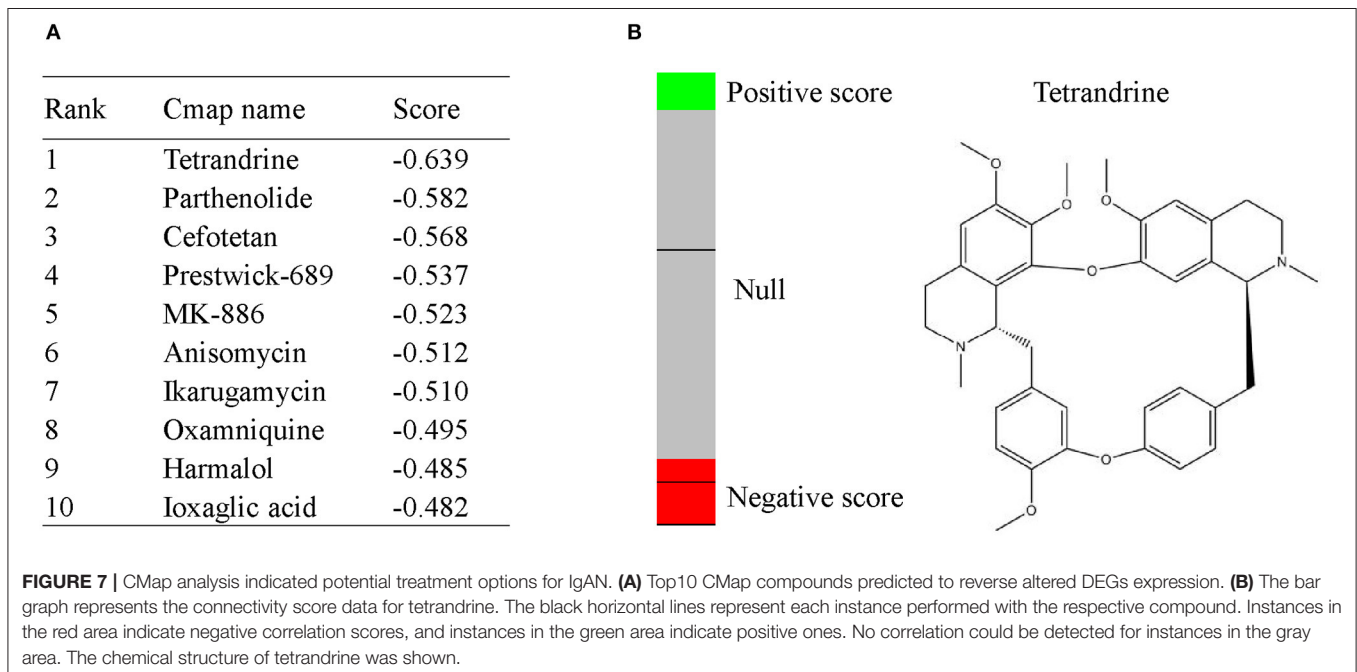 A
Rank Cmap name Score
1 Tetrandrine -0.639
2 Parthenolide -0.582
3 Cefotetan -0.568
4 Prestwick-689 -0.537
5 MK-886 -0.523
6 Anisomycin -0.512
7 Ikarugamycin -0.510
8 Oxamniquine -0.495
9 Harmalol -0.485
10 Ioxaglic acid -0.482
B
Positive score
Null
Negative score
Tetrandrine
O
O
O
O
N
N
O
O
FIGURE 7 | CMap analysis indicated potential treatment options for IgAN. (A) Top10 CMap compounds predicted to reverse altered DEGs expression. (B) The bar
graph represents the connectivity score data for tetrandrine. The black horizontal lines represent each instance performed with the respective compound. Instances in
the red area indicate negative correlation scores, and instances in the green area indicate positive ones. No correlation could be detected for instances in the gray
area. The chemical structure of tetrandrine was shown.